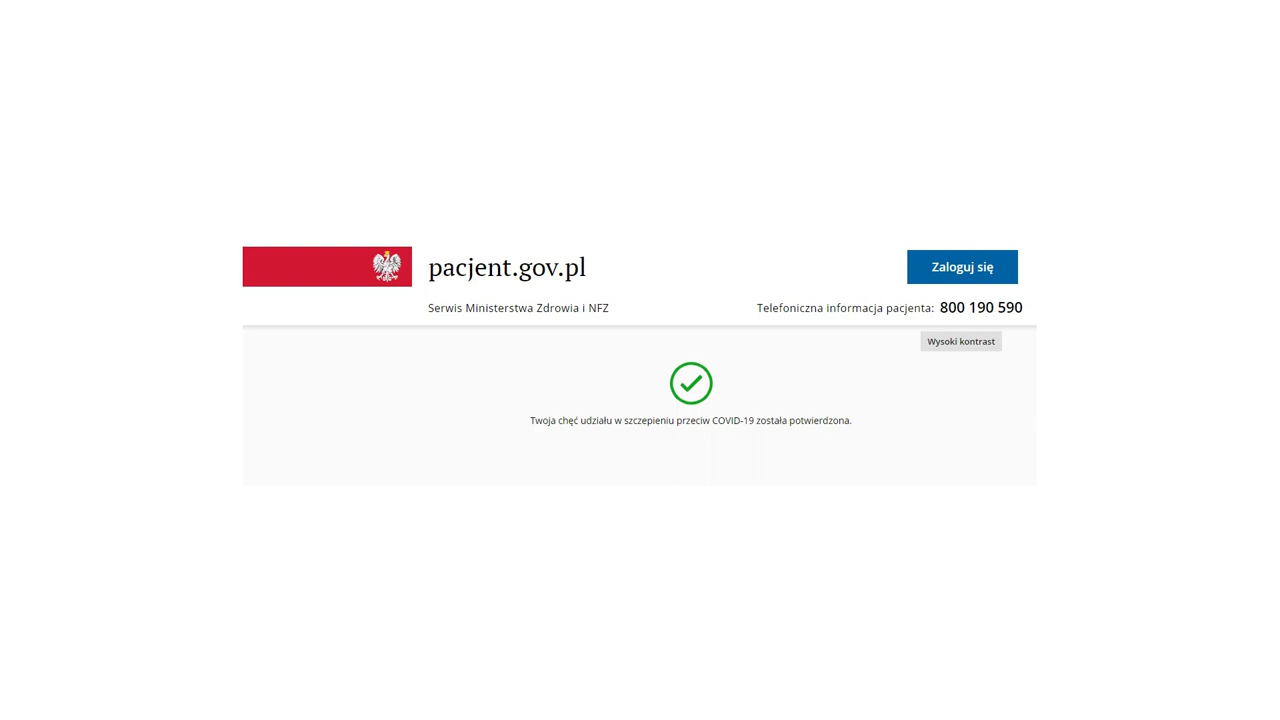 pacjent.gov.pl
Zaloguj się
Serwis Ministerstwa Zdrowia i NFZ
Telefoniczna informacja pacjenta: 800 190 590
Wysoki kontrast
Twoja chęć udziału w szczepieniu przeciw COVID-19 została potwierdzona.